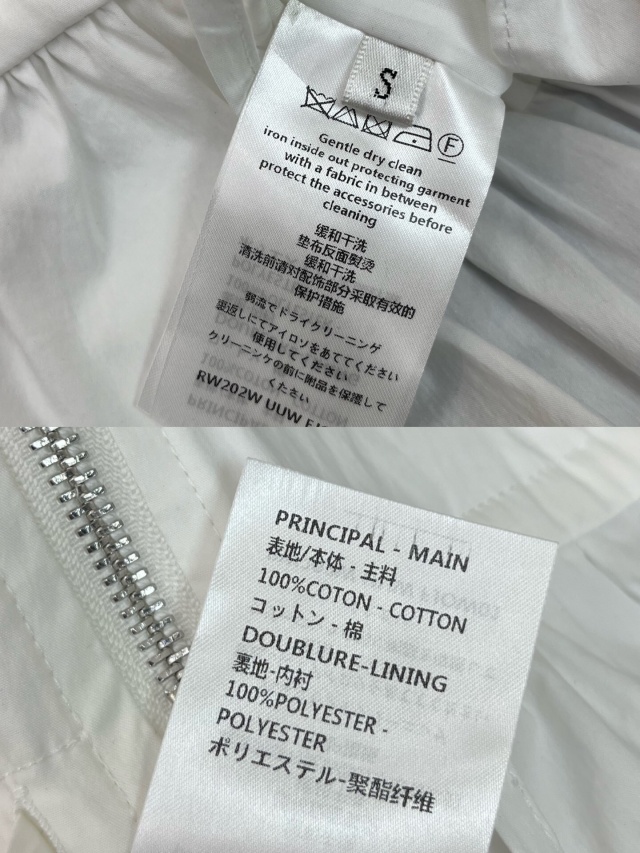 S
F
Gentle dry clean
iron inside out protecting garment
with a fabric in between
protect the accessories before
cleaning
缓和干洗
垫布反面熨烫
缓和干洗
清洗前请对配饰部分采取有效的
保护措施
弱流でドライクリーニング
裏返しにてアイロソをあててください
使用してください
クリーニンケの前に附品を保護して
ください
RW202W UUW
PRINCIPAL - MAIN
表地/本体 - 主料
100%COTON - COTTON
コットン - 棉
DOUBLURE-LINING
裏地-内衬
100%POLYESTER -
POLYESTER
ポリエステル-聚酯纤维